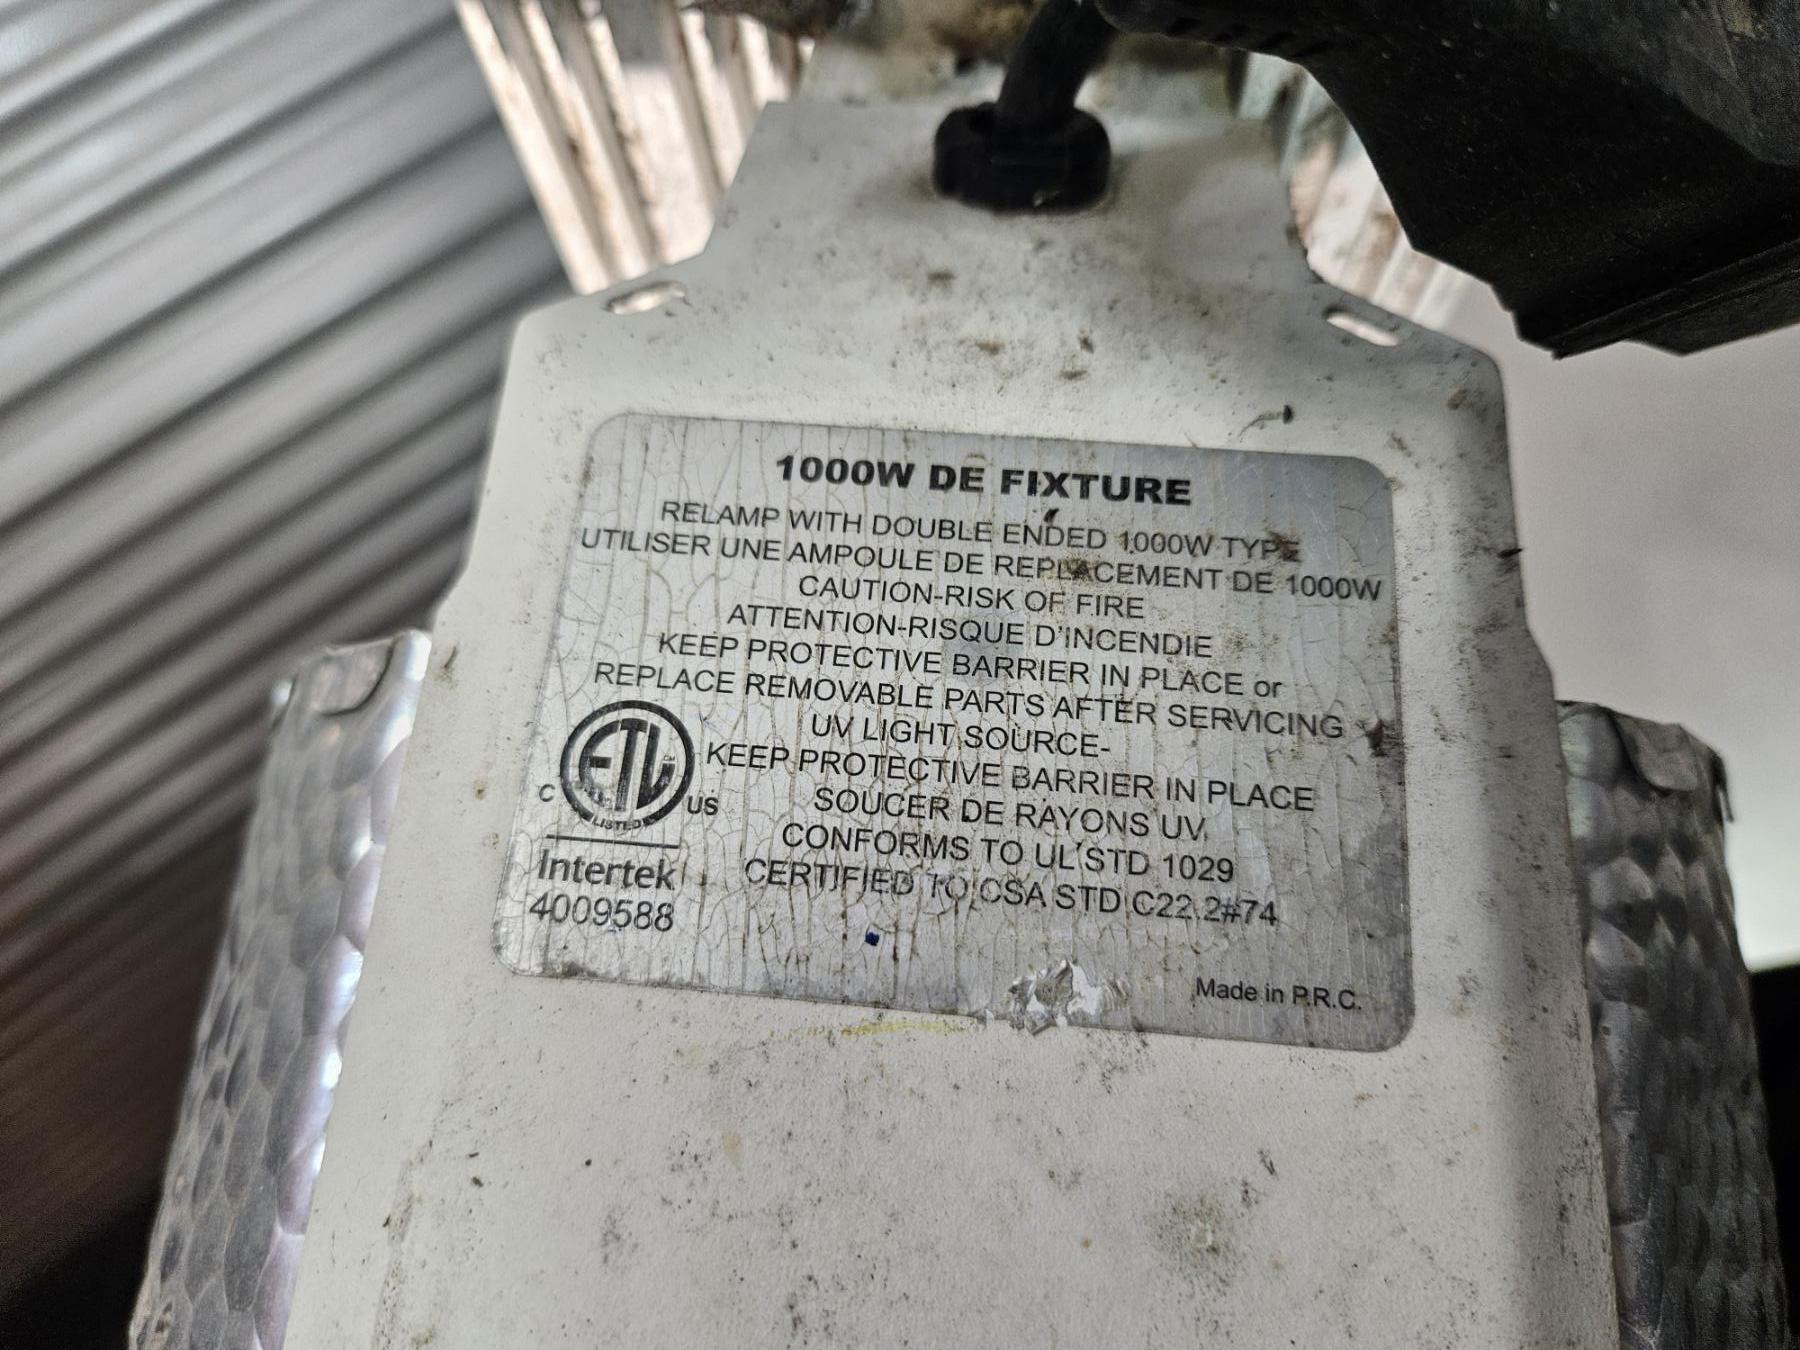 1000W DE FIXTURE
RELAMP WITH DOUBLE ENDED 1000W TYPE
UTILISER UNE AMPOULE DE REPLACEMENT DE 1000W
CAUTION-RISK OF FIRE
ATTENTION-RISQUE D'INCENDIE
KEEP PROTECTIVE BARRIER IN PLACE or
REPLACE REMOVABLE PARTS AFTER SERVICING
UV LIGHT SOURCE-
KEEP PROTECTIVE BARRIER IN PLACE
SOUCER DE RAYONS UV,
CONFORMS TO UL STD 1029
CERTIFIED TO CSA STD C22.2#74
ETL
C US
LISTED
Intertek
4009588
Made in P.R.C.